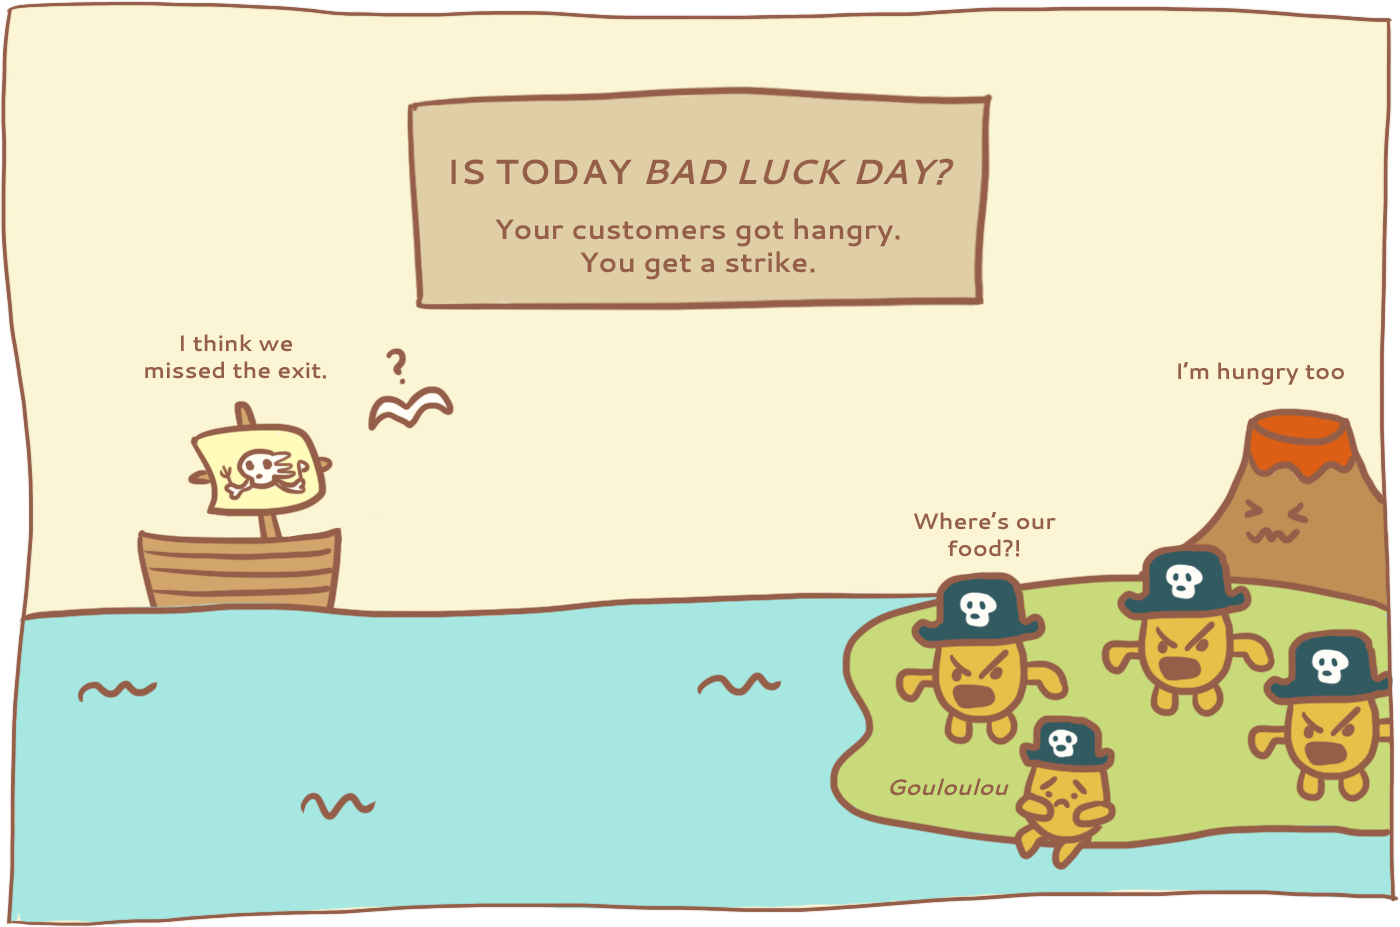 IS TODAY BAD LUCK DAY?
Your customers got hangry.
You get a strike.
I think we
missed the exit.
?
I'm hungry too
Where's our
food?!
Gouloulou